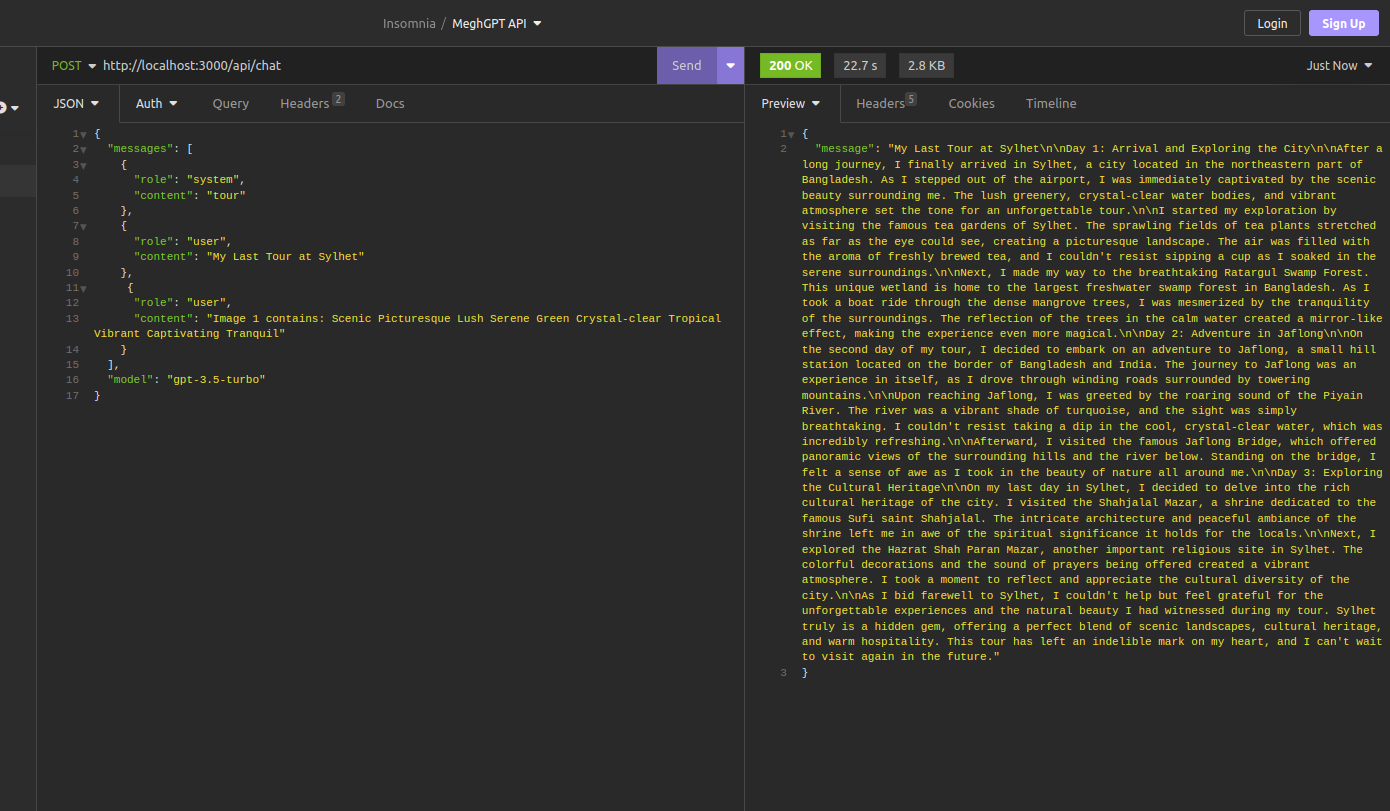 Insomnia / MeghGPT API
Login
Sign Up
POST http://localhost:3000/api/chat
Send
200 OK
22.7 s
2.8 KB
Just Now
JSON
Auth
Query
Headers 2
Docs
Preview
Headers 5
Cookies
Timeline
1 {
2 "messages": [
3 {
4 "role": "system",
5 "content": "tour"
6 },
7 {
8 "role": "user",
9 "content": "My Last Tour at Sylhet"
10 },
11 {
12 "role": "user",
13 "content": "Image 1 contains: Scenic Picturesque Lush Serene Green Crystal-clear Tropical
Vibrant Captivating Tranquil"
14 }
15 ],
16 "model": "gpt-3.5-turbo"
17 }
1 {
2 "message": "My Last Tour at Sylhet\n\nDay 1: Arrival and Exploring the City\n\nAfter a
long journey, I finally arrived in Sylhet, a city located in the northeastern part of
Bangladesh. As I stepped out of the airport, I was immediately captivated by the scenic
beauty surrounding me. The lush greenery, crystal-clear water bodies, and vibrant
atmosphere set the tone for an unforgettable tour.\n\nI started my exploration by
visiting the famous tea gardens of Sylhet. The sprawling fields of tea plants stretched
as far as the eye could see, creating a picturesque landscape. The air was filled with
the aroma of freshly brewed tea, and I couldn't resist sipping a cup as I soaked in the
serene surroundings.\n\nNext, I made my way to the breathtaking Ratargul Swamp Forest.
This unique wetland is home to the largest freshwater swamp forest in Bangladesh. As I
took a boat ride through the dense mangrove trees, I was mesmerized by the tranquility
of the surroundings. The reflection of the trees in the calm water created a mirror-like
effect, making the experience even more magical.\n\nDay 2: Adventure in Jaflong\n\nOn
the second day of my tour, I decided to embark on an adventure to Jaflong, a small hill
station located on the border of Bangladesh and India. The journey to Jaflong was an
experience in itself, as I drove through winding roads surrounded by towering
mountains.\n\nUpon reaching Jaflong, I was greeted by the roaring sound of the Piyain
River. The river was a vibrant shade of turquoise, and the sight was simply
breathtaking. I couldn't resist taking a dip in the cool, crystal-clear water, which was
incredibly refreshing.\n\nAfterward, I visited the famous Jaflong Bridge, which offered
panoramic views of the surrounding hills and the river below. Standing on the bridge, I
felt a sense of awe as I took in the beauty of nature all around me.\n\nDay 3: Exploring
the Cultural Heritage\n\nOn my last day in Sylhet, I decided to delve into the rich
cultural heritage of the city. I visited the Shahjalal Mazar, a shrine dedicated to the
famous Sufi saint Shahjalal. The intricate architecture and peaceful ambiance of the
shrine left me in awe of the spiritual significance it holds for the locals.\n\nNext, I
explored the Hazrat Shah Paran Mazar, another important religious site in Sylhet. The
colorful decorations and the sound of prayers being offered created a vibrant
atmosphere. I took a moment to reflect and appreciate the cultural diversity of the
city.\n\nAs I bid farewell to Sylhet, I couldn't help but feel grateful for the
unforgettable experiences and the natural beauty I had witnessed during my tour. Sylhet
truly is a hidden gem, offering a perfect blend of scenic landscapes, cultural heritage,
and warm hospitality. This tour has left an indelible mark on my heart, and I can't wait
to visit again in the future."
3 }